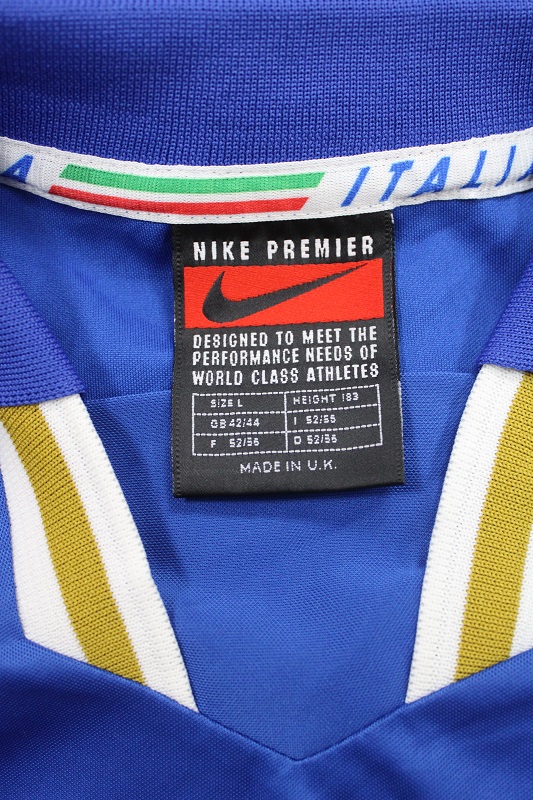 A ITALIA
NIKE PREMIER
DESIGNED TO MEET THE
PERFORMANCE NEEDS OF
WORLD CLASS ATHLETES
SIZE L HEIGHT 183
GB 42/44 I 52/56
F 52/56 D 52/56
MADE IN U.K.